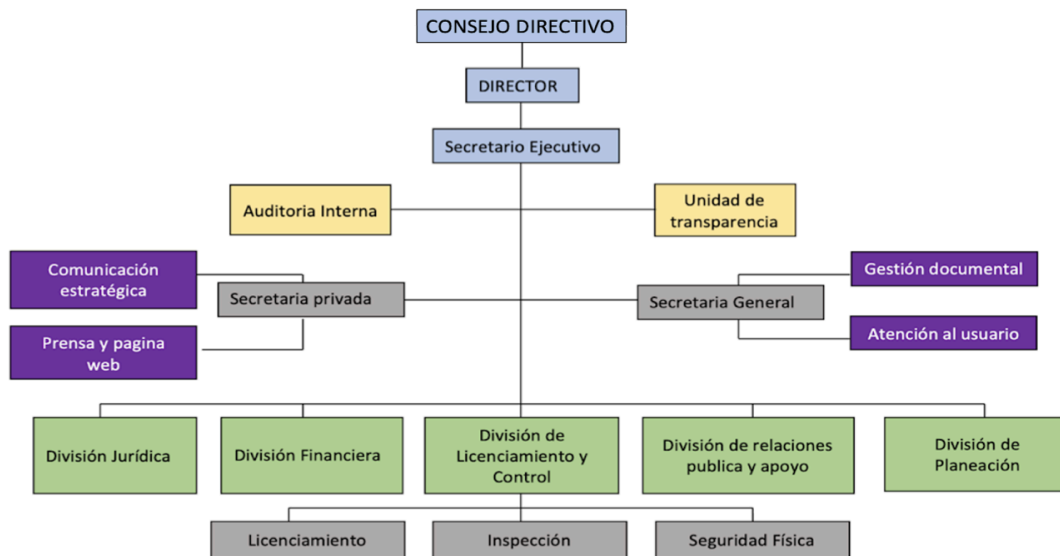 CONSEJO DIRECTIVO
DIRECTOR
Secretario Ejecutivo
Auditoria Interna
Unidad de
transparencia
Comunicación
estratégica
Secretaria privada
Prensa y pagina
web
Gestión documental
Secretaria General
Atención al usuario
División Jurídica
División Financiera
División de
Licenciamiento y
Control
División de relaciones
publica y apoyo
División de
Planeación
Licenciamiento
Inspección
Seguridad Física